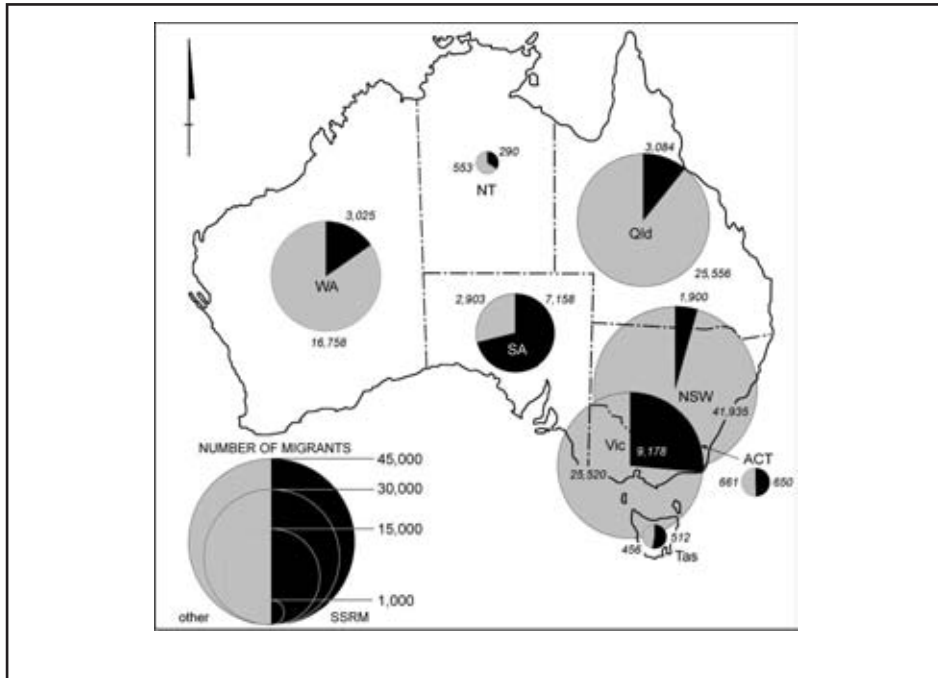 290
553
NT
3,084
Qld
25,556
3,025
WA
16,758
2,903
7,158
SA
1,900
NSW
41,935
Vic
9,178
25,520
ACT
661
650
456
512
Tas
NUMBER OF MIGRANTS
45,000
30,000
15,000
1,000
other
SSRM